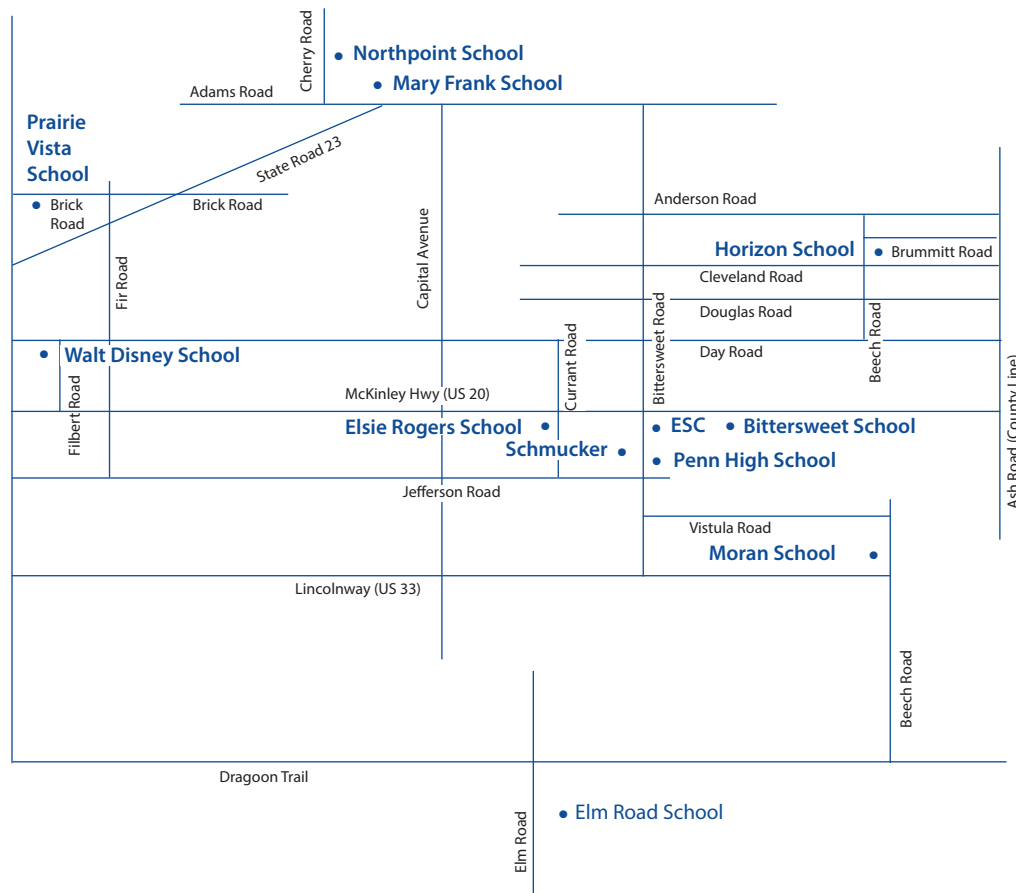 Cherry Road
Northpoint School
Mary Frank School
Adams Road
Prairie
Vista
School
State Road 23
Brick
Road
Brick Road
Anderson Road
Horizon School
Brummitt Road
Cleveland Road
Fir Road
Capital Avenue
Bittersweet Road
Douglas Road
Beech Road
Walt Disney School
Currant Road
Day Road
Ash Road (County Line)
McKinley Hwy (US 20)
Filbert Road
Elsie Rogers School
ESC
Bittersweet School
Schmucker
Penn High School
Jefferson Road
Vistula Road
Moran School
Lincolnway (US 33)
Beech Road
Dragoon Trail
Elm Road
Elm Road School